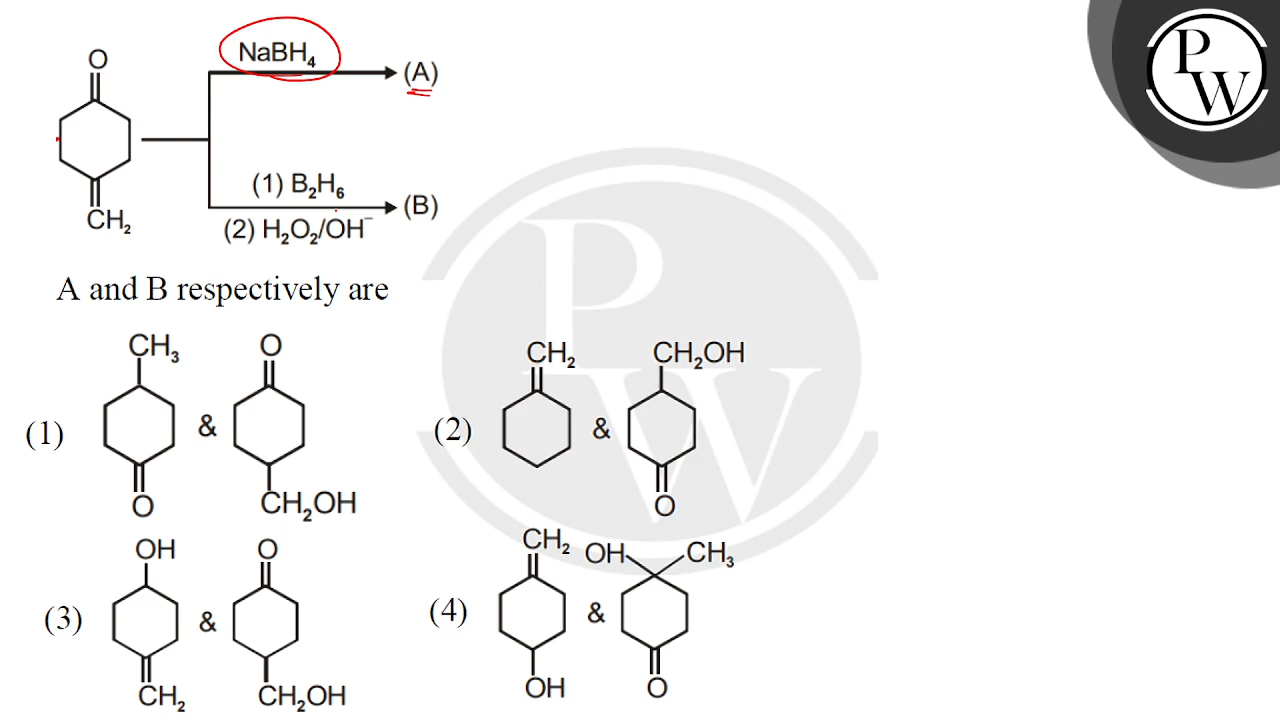 O
NaBH₄
(A)
(1) B₂H₆
(B)
(2) H₂O₂/OH⁻
CH₂
A and B respectively are
(1)
CH₃
O
&
O
CH₂OH
(2)
CH₂
&
CH₂OH
O
(3)
OH
CH₂
&
O
CH₂OH
(4)
CH₂
OH
&
OH
CH₃
O
P
W
P
W